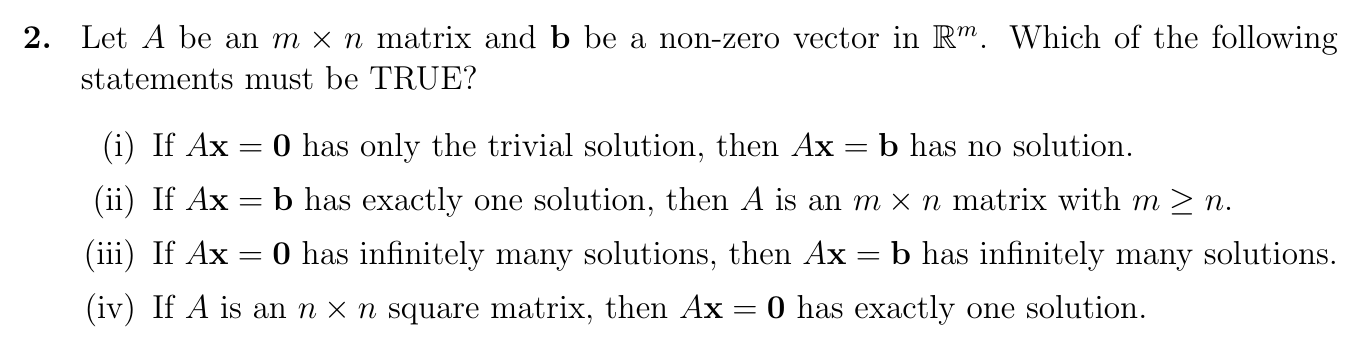 2. Let A be an m × n matrix and b be a non-zero vector in ℝᵐ. Which of the following
statements must be TRUE?
(i) If Ax = 0 has only the trivial solution, then Ax = b has no solution.
(ii) If Ax = b has exactly one solution, then A is an m × n matrix with m ≥ n.
(iii) If Ax = 0 has infinitely many solutions, then Ax = b has infinitely many solutions.
(iv) If A is an n × n square matrix, then Ax = 0 has exactly one solution.